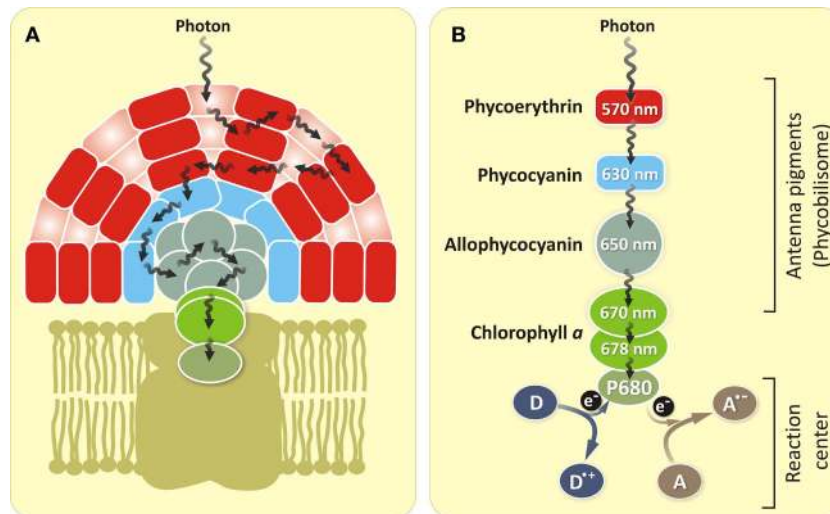 A
Photon
B
Photon
Phycoerythrin
570 nm
Phycocyanin
630 nm
Allophycocyanin
650 nm
Chlorophyll a
670 nm
678 nm
P680
D
e-
e-
A•-
D•+
A
Antenna pigments
(Phycobilisome)
Reaction
center